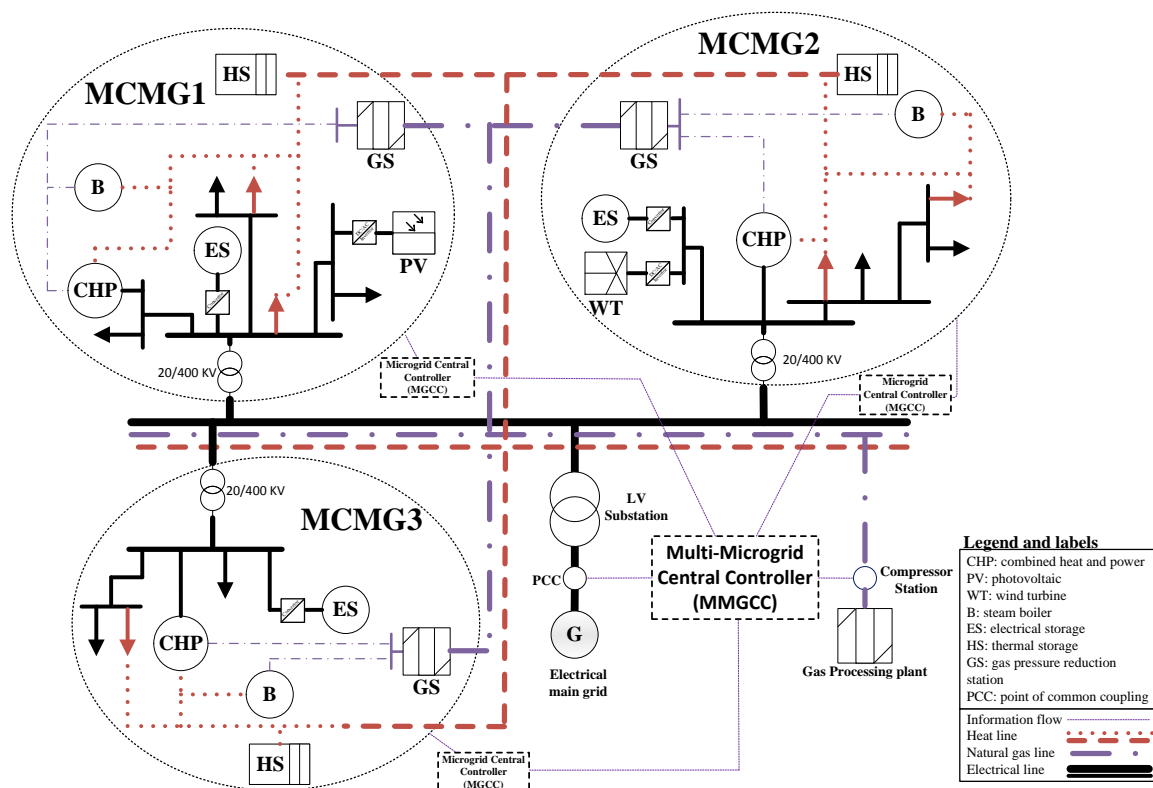 MCMG1
HS
GS
B
ES
PV
CHP
20/400 KV
Microgrid Central
Controller
(MGCC)
MCMG2
HS
B
GS
ES
CHP
WT
20/400 KV
Microgrid
Central Controller
(MGCC)
20/400 KV
MCMG3
ES
CHP
B
GS
HS
Microgrid Central
Controller
(MGCC)
LV
Substation
PCC
G
Electrical
main grid
Multi-Microgrid
Central Controller
(MMGCC)
Compressor
Station
Gas Processing plant
Legend and labels
CHP: combined heat and power
PV: photovoltaic
WT: wind turbine
B: steam boiler
ES: electrical storage
HS: thermal storage
GS: gas pressure reduction
station
PCC: point of common coupling
Information flow
Heat line
Natural gas line
Electrical line